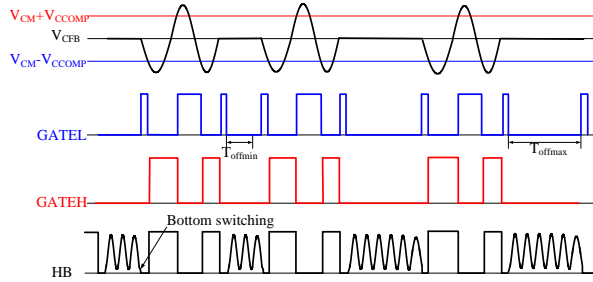 VCM+VCCOMP
VCFB
VCM-VCCOMP
GATEL
Toffmin
Toffmax
GATEH
Bottom switching
HB